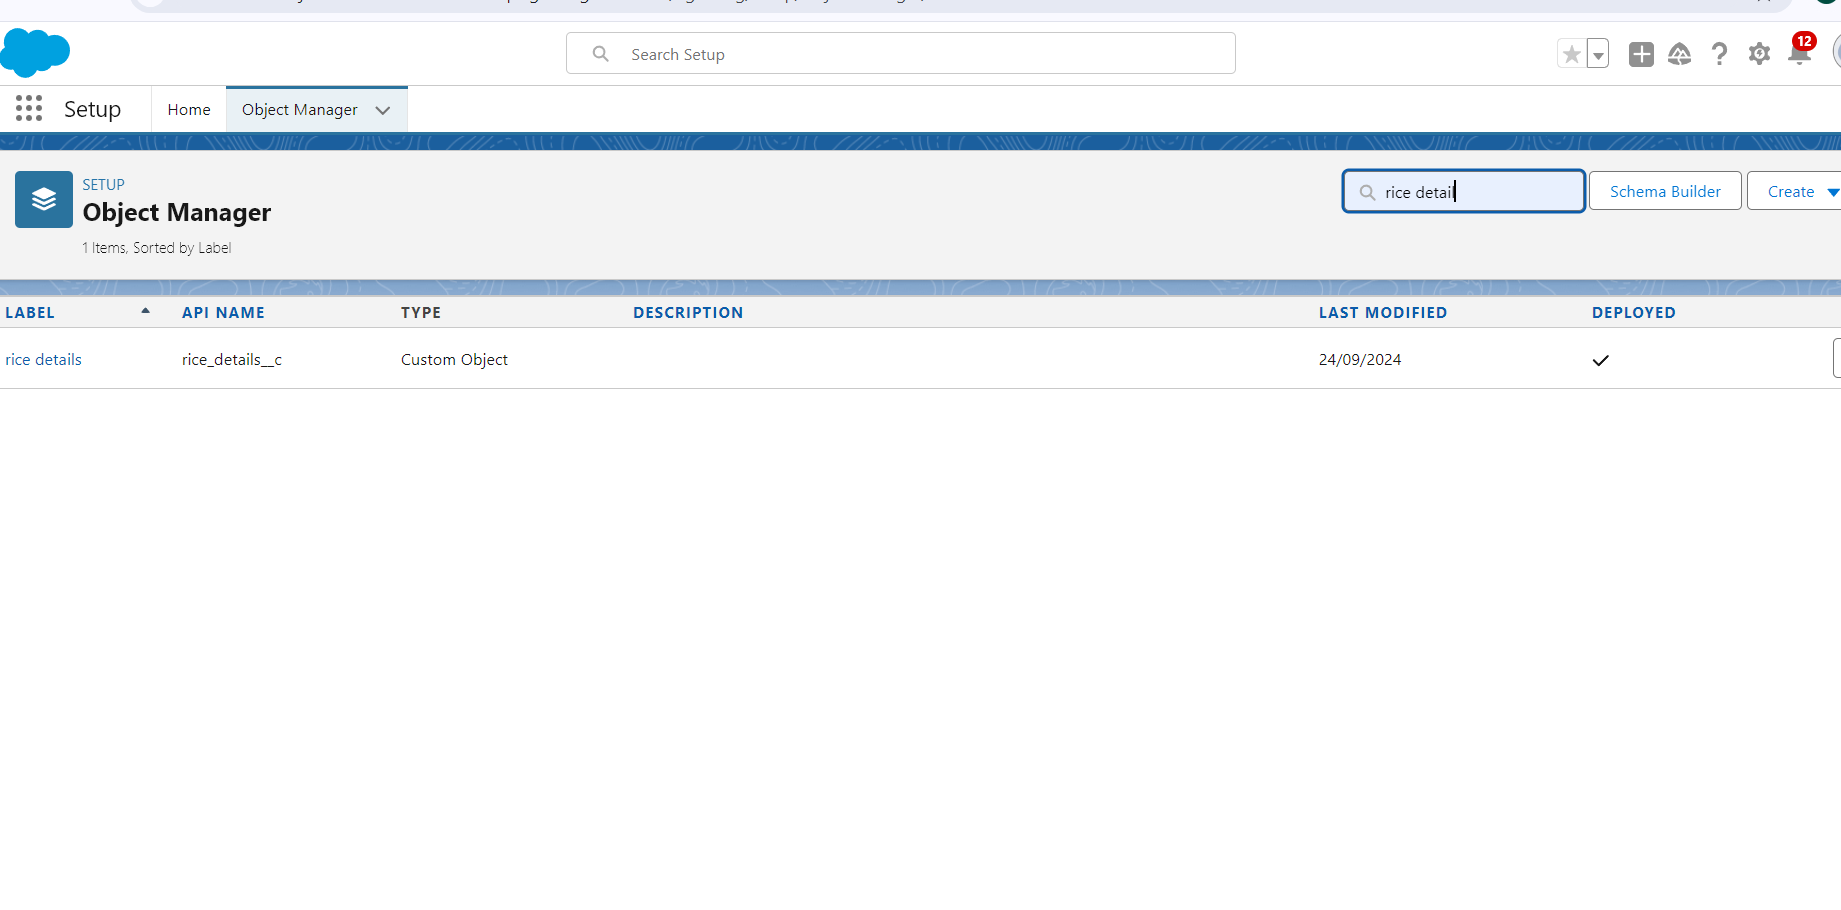 Search Setup
12
Setup
Home
Object Manager
SETUP
Object Manager
1 Items, Sorted by Label
rice detail
Schema Builder
Create
LABEL API NAME TYPE DESCRIPTION LAST MODIFIED DEPLOYED
rice details rice_details__c Custom Object 24/09/2024